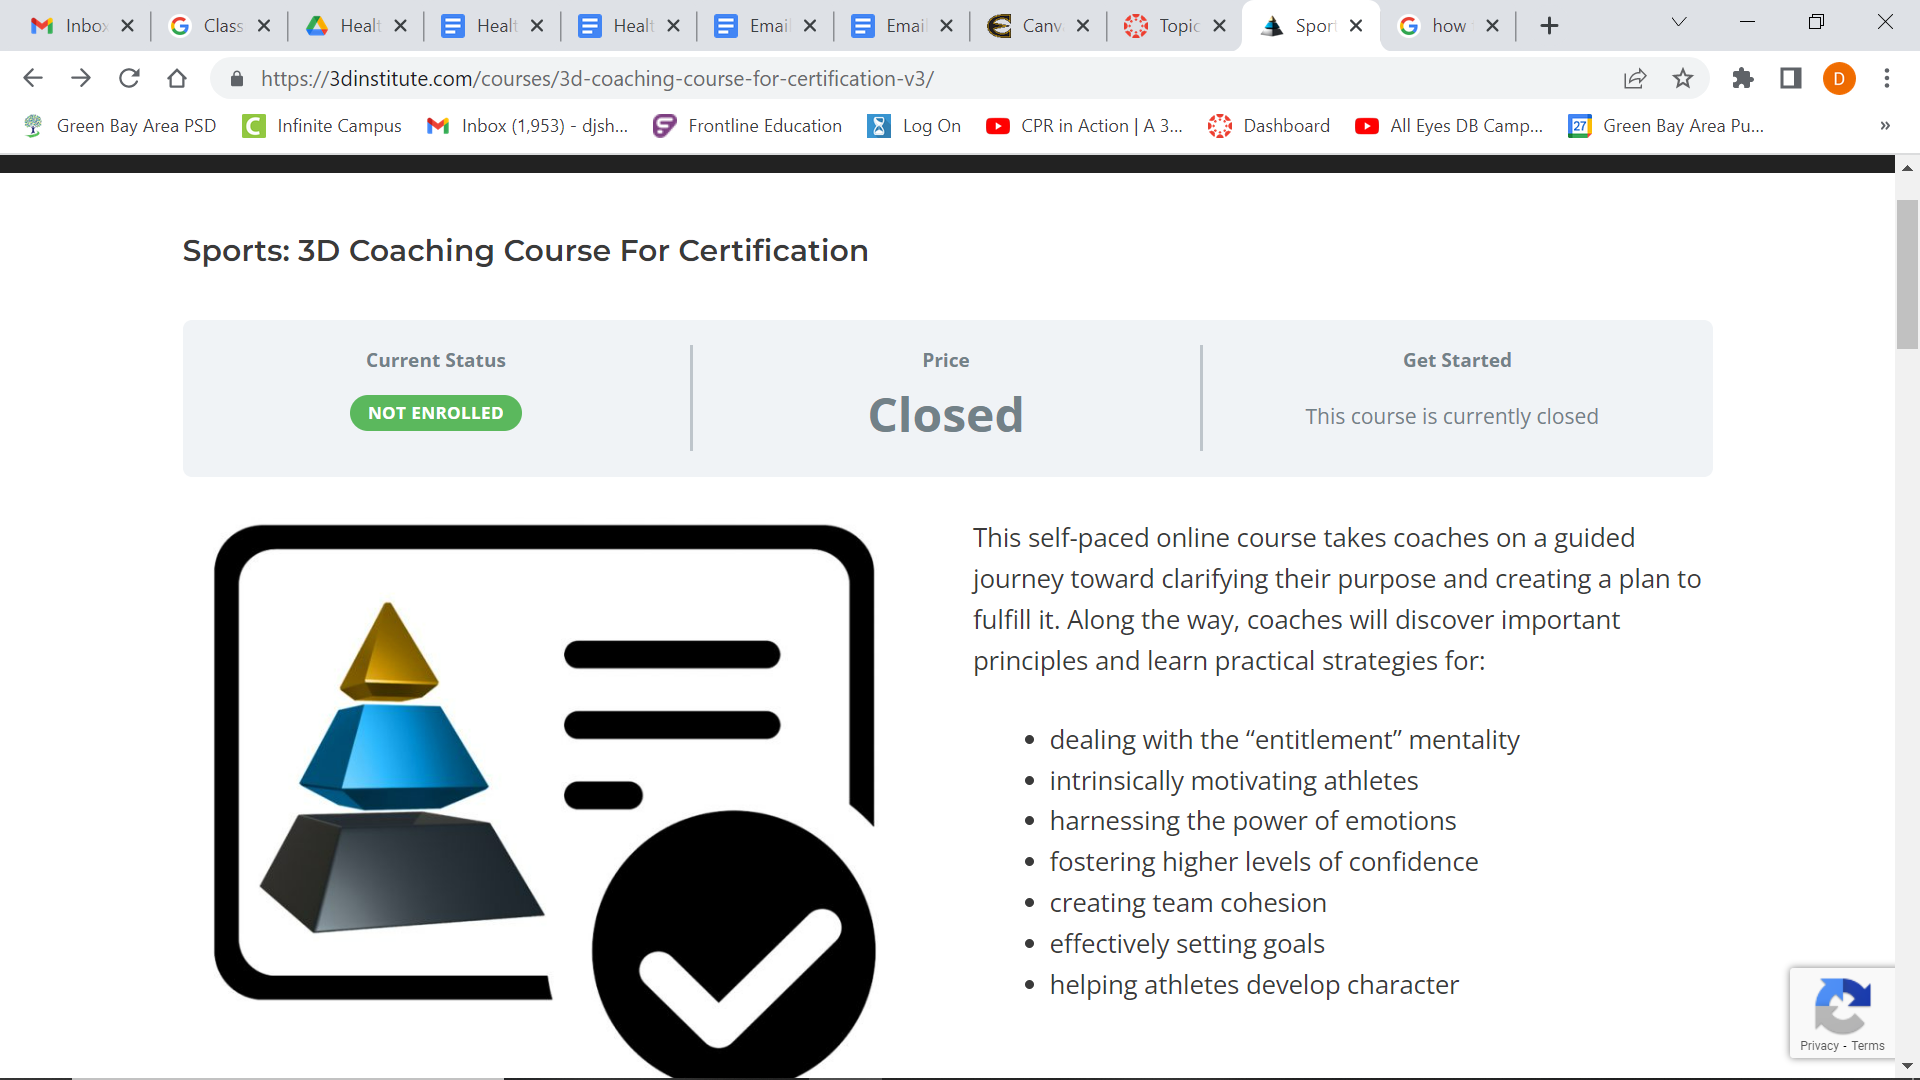 Inbox
Class
Healt
Healt
Healt
Email
Email
Canv
Topic
Sport
how
https://3dinstitute.com/courses/3d-coaching-course-for-certification-v3/
D
Green Bay Area PSD
Infinite Campus
Inbox (1,953) - djsh...
Frontline Education
Log On
CPR in Action | A 3...
Dashboard
All Eyes DB Camp...
27
Green Bay Area Pu...
»
Sports: 3D Coaching Course For Certification
Current Status
NOT ENROLLED
Price
Closed
Get Started
This course is currently closed
This self-paced online course takes coaches on a guided
journey toward clarifying their purpose and creating a plan to
fulfill it. Along the way, coaches will discover important
principles and learn practical strategies for:
• dealing with the “entitlement” mentality
• intrinsically motivating athletes
• harnessing the power of emotions
• fostering higher levels of confidence
• creating team cohesion
• effectively setting goals
• helping athletes develop character
Privacy - Terms